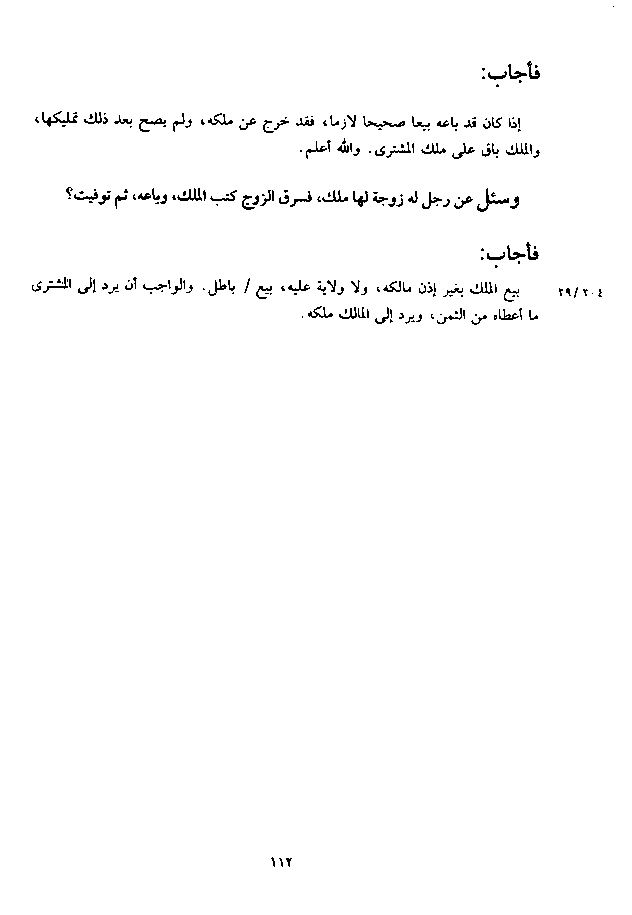 فأجاب:
إذا كان قد باعه بيعا صحيحا لازما، فقد خرج عن ملكه، ولم يصح بعد ذلك تمليكها،
والملك باق على ملك المشترى. والله أعلم.
وسئل عن رجل له زوجة لها ملك، فسرق الزوج كتب الملك، وباعه، ثم توفيت؟
فأجاب:
بيع الملك بغير إذن مالكه، ولا ولاية عليه، بيع / باطل. والواجب أن يرد إلى المشترى ٢٩/٢٠٤
ما أعطاه من الثمن، ويرد إلى المالك ملكه.
١١٢